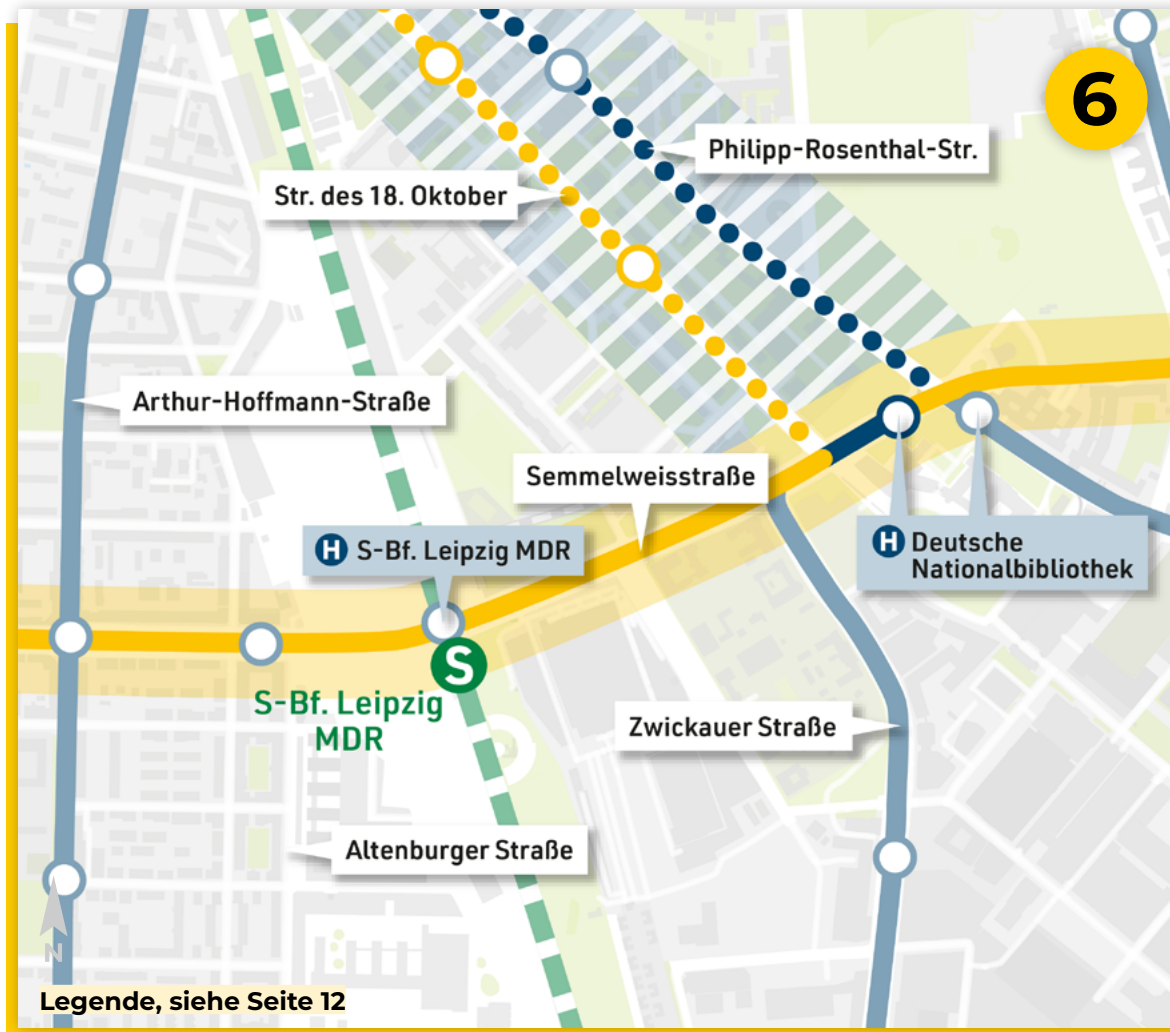 6
Philipp-Rosenthal-Str.
Str. des 18. Oktober
Arthur-Hoffmann-Straße
Semmelweisstraße
H S-Bf. Leipzig MDR
H Deutsche
Nationalbibliothek
S
S-Bf. Leipzig
MDR
Zwickauer Straße
Altenburger Straße
N
Legende, siehe Seite 12